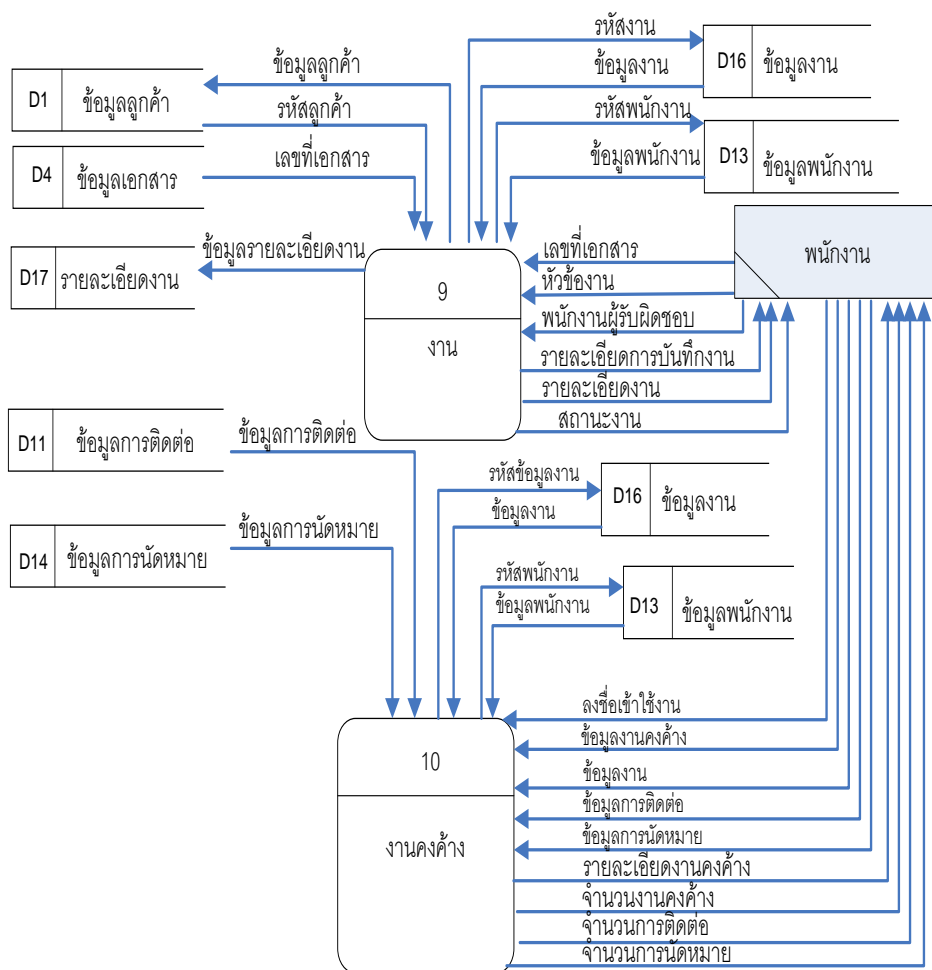 รหัสงาน
D16 ข้อมูลงาน
ข้อมูลลูกค้า
ข้อมูลงาน
D1 ข้อมูลลูกค้า
รหัสลูกค้า
รหัสพนักงาน
D13 ข้อมูลพนักงาน
เลขที่เอกสาร
ข้อมูลพนักงาน
D4 ข้อมูลเอกสาร
ข้อมูลรายละเอียดงาน
D17 รายละเอียดงาน
9
งาน
เลขที่เอกสาร
พนักงาน
หัวข้องาน
พนักงานผู้รับผิดชอบ
รายละเอียดการบันทึกงาน
รายละเอียดงาน
สถานะงาน
D11 ข้อมูลการติดต่อ
ข้อมูลการติดต่อ
รหัสข้อมูลงาน
D16 ข้อมูลงาน
ข้อมูลงาน
D14 ข้อมูลการนัดหมาย
ข้อมูลการนัดหมาย
รหัสพนักงาน
D13 ข้อมูลพนักงาน
ข้อมูลพนักงาน
10
งานคงค้าง
ลงชื่อเข้าใช้งาน
ข้อมูลงานคงค้าง
ข้อมูลงาน
ข้อมูลการติดต่อ
ข้อมูลการนัดหมาย
รายละเอียดงานคงค้าง
จำนวนงานคงค้าง
จำนวนการติดต่อ
จำนวนการนัดหมาย